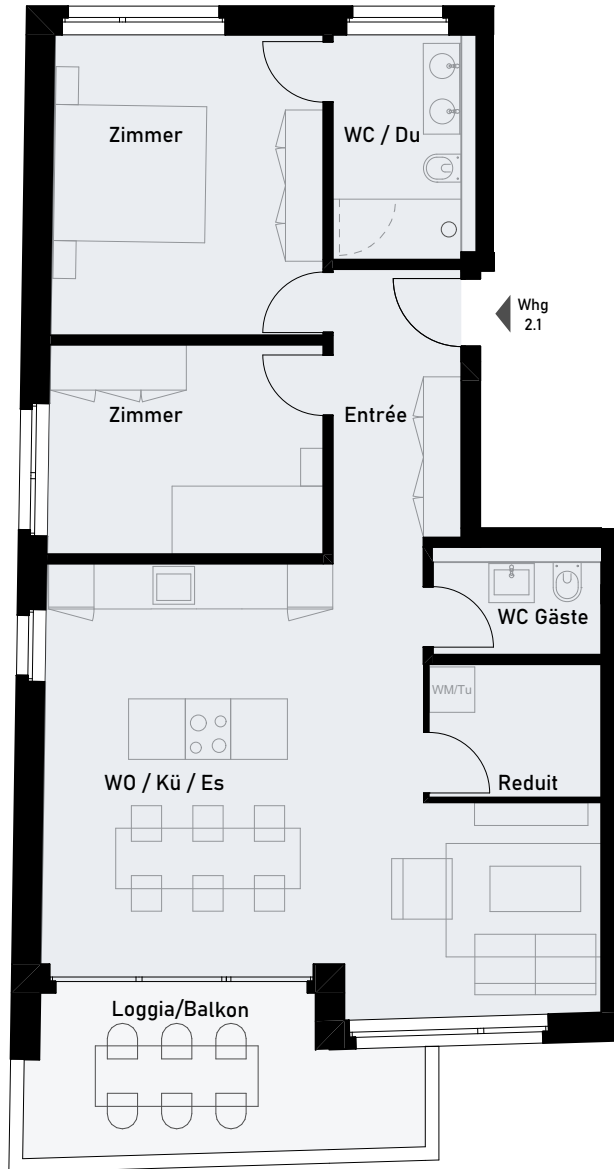 Zimmer
WC / Du
Whg
2.1
Zimmer
Entrée
WC Gäste
WM/Tu
WO / Kü / Es
Reduit
Loggia/Balkon